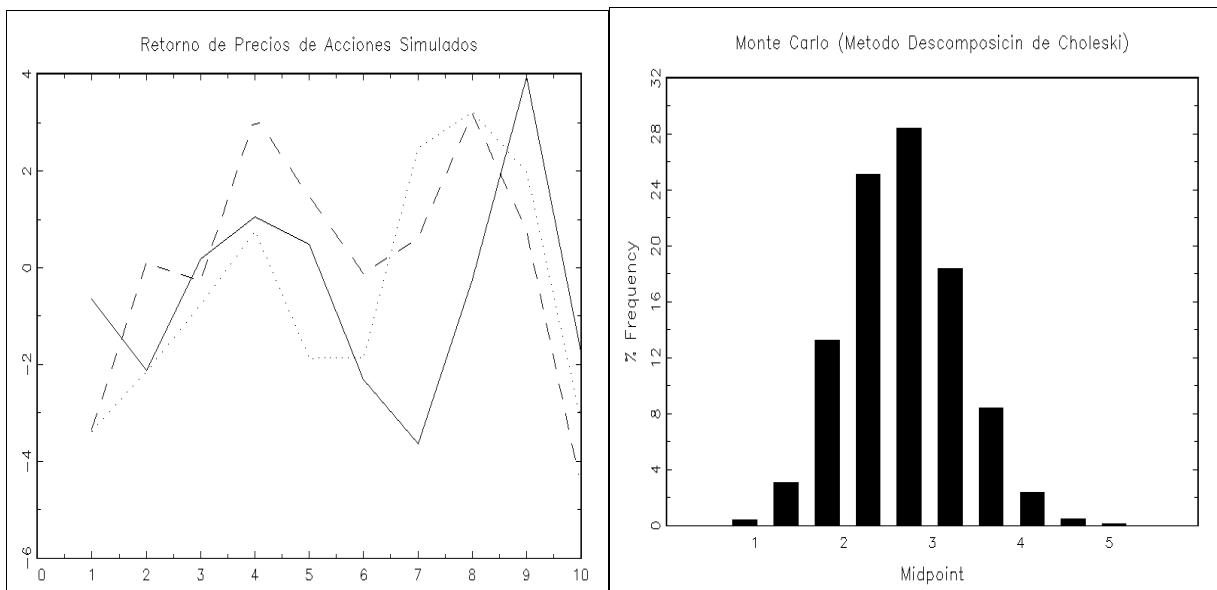 Retorno de Precios de Acciones Simulados
4
2
0
-2
-4
-6
0 1 2 3 4 5 6 7 8 9 10
Monte Carlo (Metodo Descomposicin de Choleski)
32
28
24
20
16
12
8
4
0
% Frequency
1 2 3 4 5
Midpoint